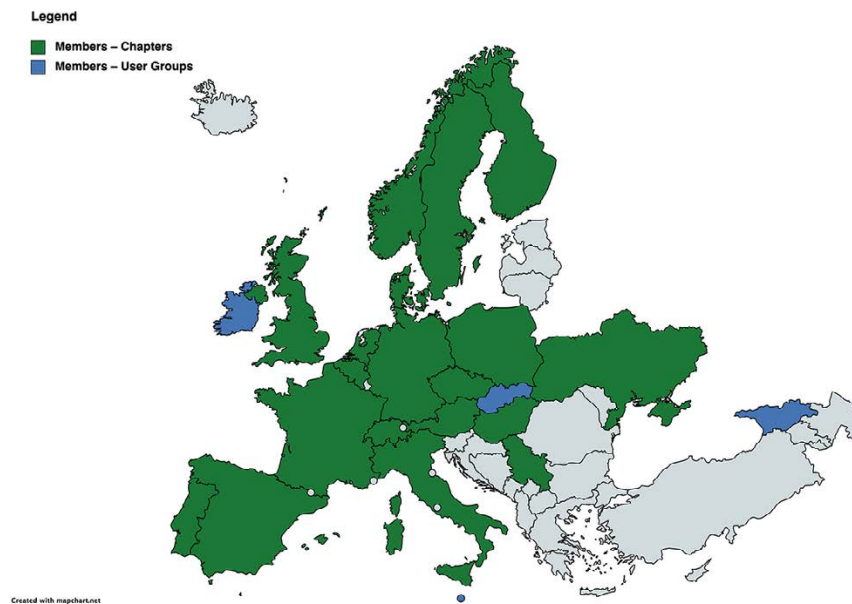 Legend
Members – Chapters
Members – User Groups
Created with mapchart.net